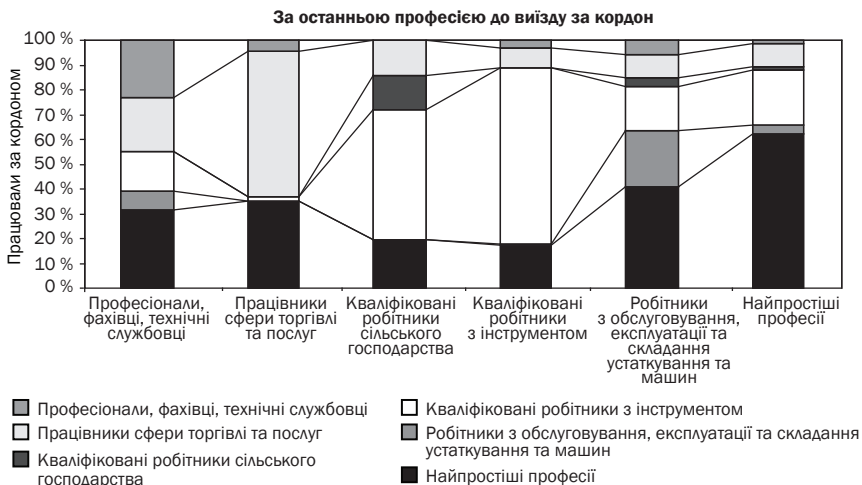 За останньою професією до виїзду за кордон
Працювали за кордоном
100 %
90 %
80 %
70 %
60 %
50 %
40 %
30 %
20 %
10 %
0 %
Професіонали,
фахівці, технічні
службовці
Працівники
сфери торгівлі
та послуг
Кваліфіковані
робітники
сільського
господарства
Кваліфіковані
робітники
з інструментом
Робітники
з обслуговування,
експлуатації та
складання
устаткування та
машин
Найпростіші
професії
Професіонали, фахівці, технічні службовці
Працівники сфери торгівлі та послуг
Кваліфіковані робітники сільського
господарства
Кваліфіковані робітники з інструментом
Робітники з обслуговування, експлуатації та складання
устаткування та машин
Найпростіші професії